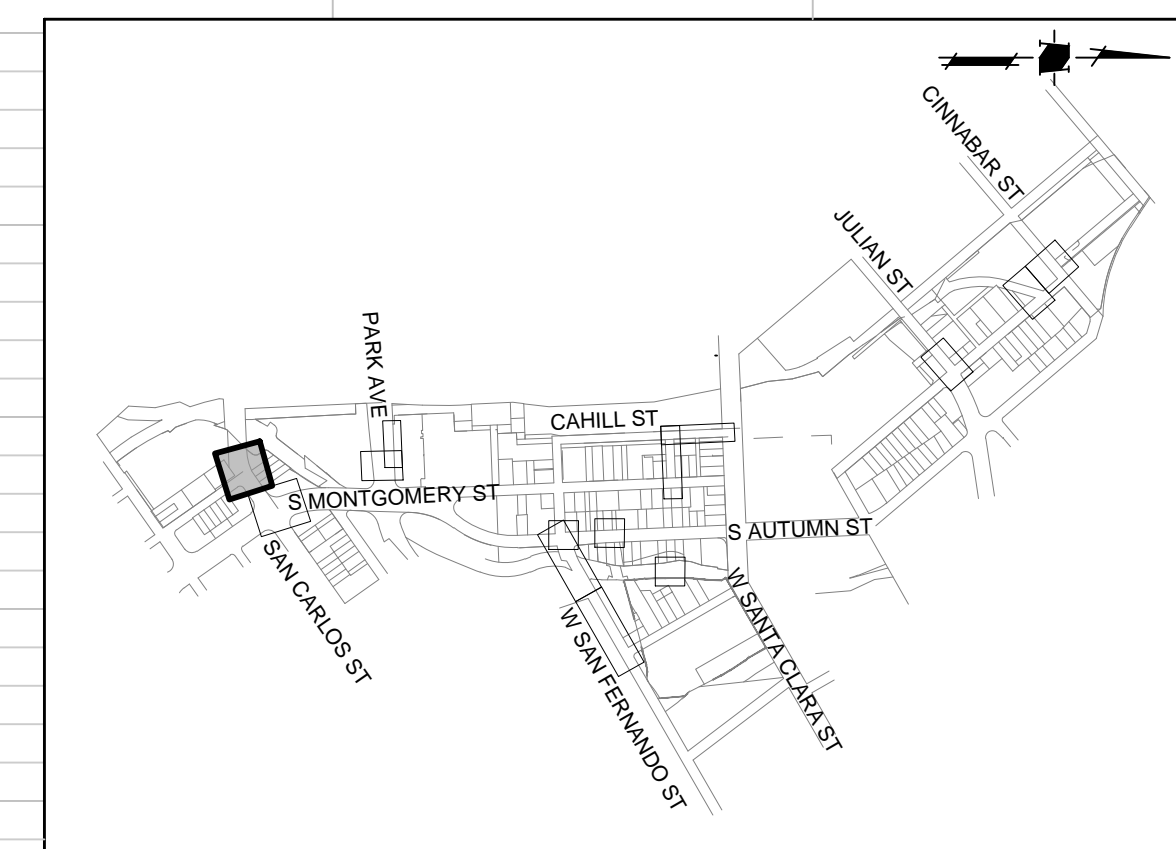 CINNABAR ST
JULIAN ST
PARK AVE
CAHILL ST
S MONTGOMERY ST
S AUTUMN ST
SAN CARLOS ST
W SANTA CLARA ST
W SAN FERNANDO ST